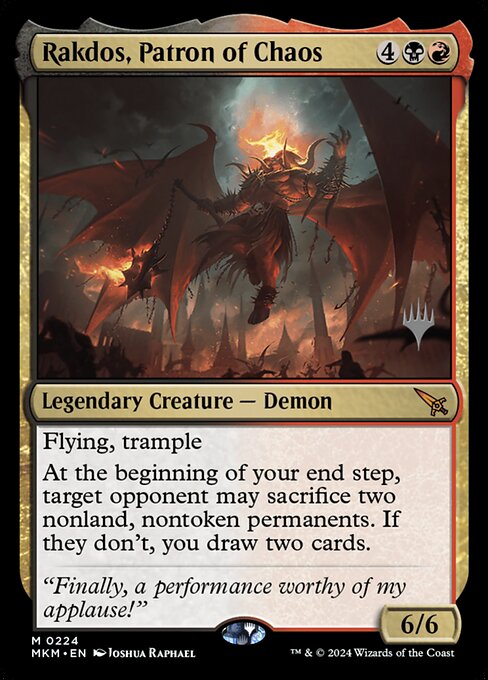 Rakdos, Patron of Chaos 4
Legendary Creature — Demon
Flying, trample
At the beginning of your end step,
target opponent may sacrifice two
nonland, nontoken permanents. If
they don't, you draw two cards.
“Finally, a performance worthy of my
applause!”
6/6
M 0224
MKM • EN Joshua Raphael
™ & © 2024 Wizards of the Coast